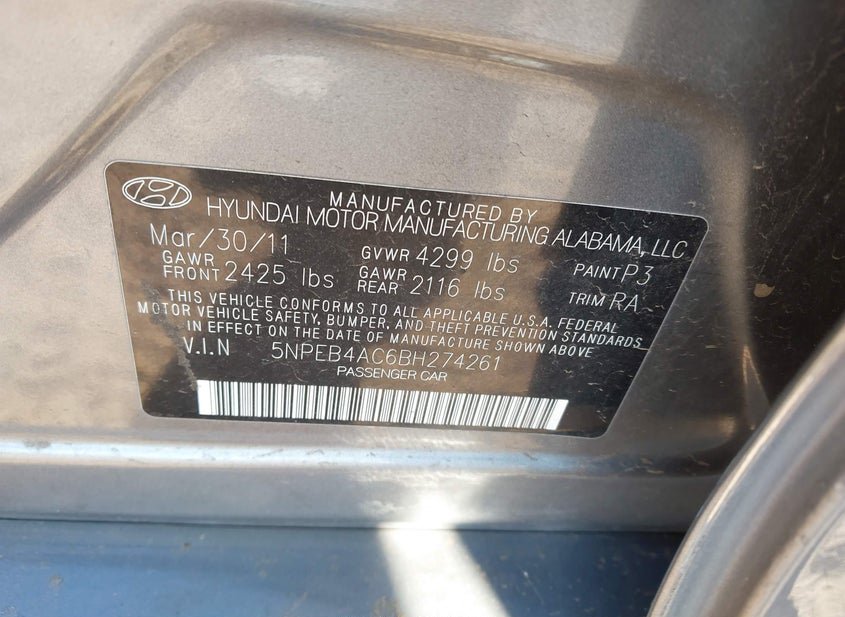 MANUFACTURED BY
HYUNDAI MOTOR MANUFACTURING ALABAMA, LLC
Mar/30/11 GVWR 4299 lbs PAINT P3
GAWR FRONT 2425 lbs GAWR REAR 2116 lbs TRIM RA
THIS VEHICLE CONFORMS TO ALL APPLICABLE U.S.A. FEDERAL
MOTOR VEHICLE SAFETY, BUMPER, AND THEFT PREVENTION STANDARDS
IN EFFECT ON THE DATE OF MANUFACTURE SHOWN ABOVE
V.I.N 5NPEB4AC6BH274261
PASSENGER CAR